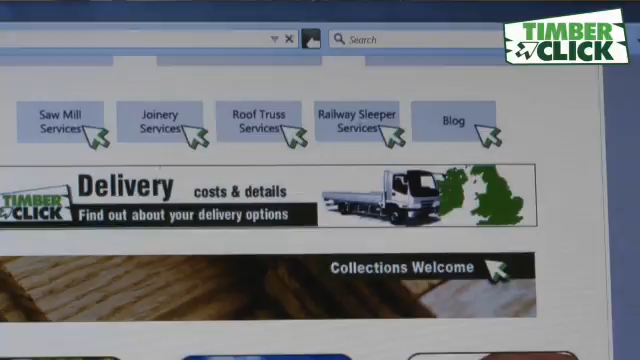 Search
TIMBER
CLICK
Saw Mill
Services
Joinery
Services
Roof Truss
Services
Railway Sleeper
Services
Blog
TIMBER
CLICK
Delivery costs & details
Find out about your delivery options
Collections Welcome